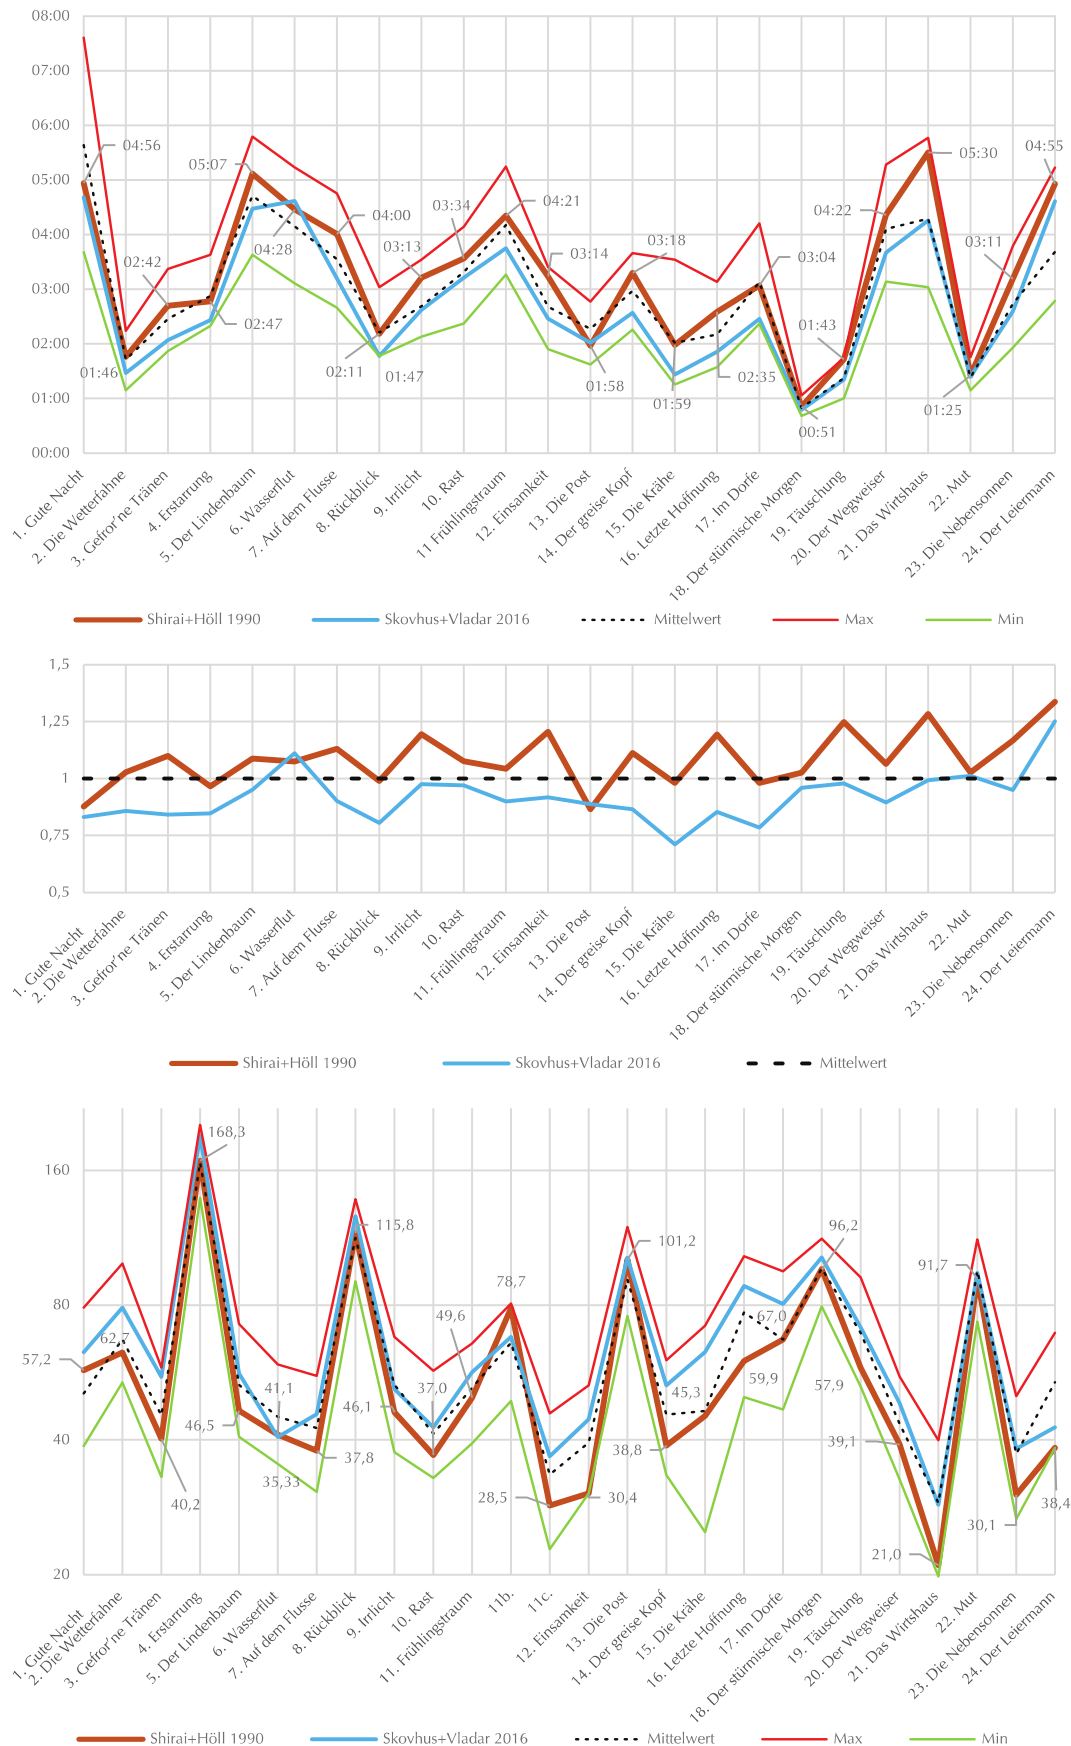 08:00
07:00
06:00
05:00
04:00
03:00
02:00
01:00
00:00
04:56
01:46
02:42
02:47
05:07
04:28
04:00
02:11
01:47
03:13
03:34
04:21
03:14
01:58
03:18
01:59
02:35
03:04
00:51
01:43
04:22
05:30
01:25
03:11
04:55
1. Gute Nacht
2. Die Wetterfahne
3. Gefror'ne Tränen
4. Erstarrung
5. Der Lindenbaum
6. Wasserflut
7. Auf dem Flusse
8. Rückblick
9. Irrlicht
10. Rast
11 Frühlingstraum
12. Einsamkeit
13. Die Post
14. Der greise Kopf
15. Die Krähe
16. Letzte Hoffnung
17. Im Dorfe
18. Der stürmische Morgen
19. Täuschung
20. Der Wegweiser
21. Das Wirtshaus
22. Mut
23. Die Nebensonnen
24. Der Leiermann
Shirai+Höll 1990 Skovhus+Vladar 2016 Mittelwert Max Min
1,5
1,25
1
0,75
0,5
1. Gute Nacht
2. Die Wetterfahne
3. Gefror'ne Tränen
4. Erstarrung
5. Der Lindenbaum
6. Wasserflut
7. Auf dem Flusse
8. Rückblick
9. Irrlicht
10. Rast
11. Frühlingstraum
12. Einsamkeit
13. Die Post
14. Der greise Kopf
15. Die Krähe
16. Letzte Hoffnung
17. Im Dorfe
18. Der stürmische Morgen
19. Täuschung
20. Der Wegweiser
21. Das Wirtshaus
22. Mut
23. Die Nebensonnen
24. Der Leiermann
Shirai+Höll 1990 Skovhus+Vladar 2016 Mittelwert
160
80
40
20
57,2
62,7
40,2
168,3
46,5
41,1
35,33
37,8
115,8
46,1
37,0
49,6
78,7
28,5
30,4
101,2
38,8
45,3
59,9
67,0
96,2
57,9
39,1
21,0
91,7
30,1
38,4
1. Gute Nacht
2. Die Wetterfahne
3. Gefror'ne Tränen
4. Erstarrung
5. Der Lindenbaum
6. Wasserflut
7. Auf dem Flusse
8. Rückblick
9. Irrlicht
10. Rast
11. Frühlingstraum
11b.
11c.
12. Einsamkeit
13. Die Post
14. Der greise Kopf
15. Die Krähe
16. Letzte Hoffnung
17. Im Dorfe
18. Der stürmische Morgen
19. Täuschung
20. Der Wegweiser
21. Das Wirtshaus
22. Mut
23. Die Nebensonnen
24. Der Leiermann
Shirai+Höll 1990 Skovhus+Vladar 2016 Mittelwert Max Min